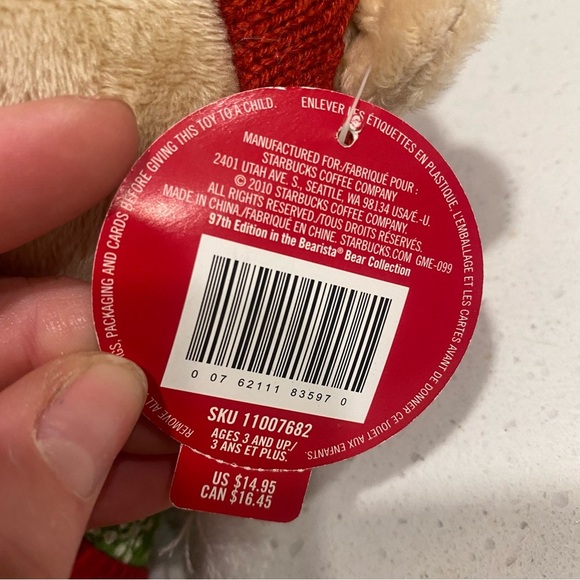 REMOVE ALL GS, PACKAGING AND CARDS BEFORE GIVING THIS TOY TO A CHILD.
ENLEVER LES ÉTIQUETTES EN PLASTIQUE, L'EMBALLAGE ET LES CARTES AVANT DE DONNER CE JOUET AUX ENFANTS.
MANUFACTURED FOR./FABRIQUÉ POUR :
STARBUCKS COFFEE COMPANY
2401 UTAH AVE. S., SEATTLE, WA 98134 USA/É.-U.
© 2010 STARBUCKS COFFEE COMPANY.
ALL RIGHTS RESERVED./TOUS DROITS RÉSERVÉS.
MADE IN CHINA./FABRIQUÉ EN CHINE. STARBUCKS.COM GME-099
97th Edition in the Bearista® Bear Collection
0 07 62111 83597 0
SKU 11007682
AGES 3 AND UP./
3 ANS ET PLUS.
US $14.95
CAN $16.45